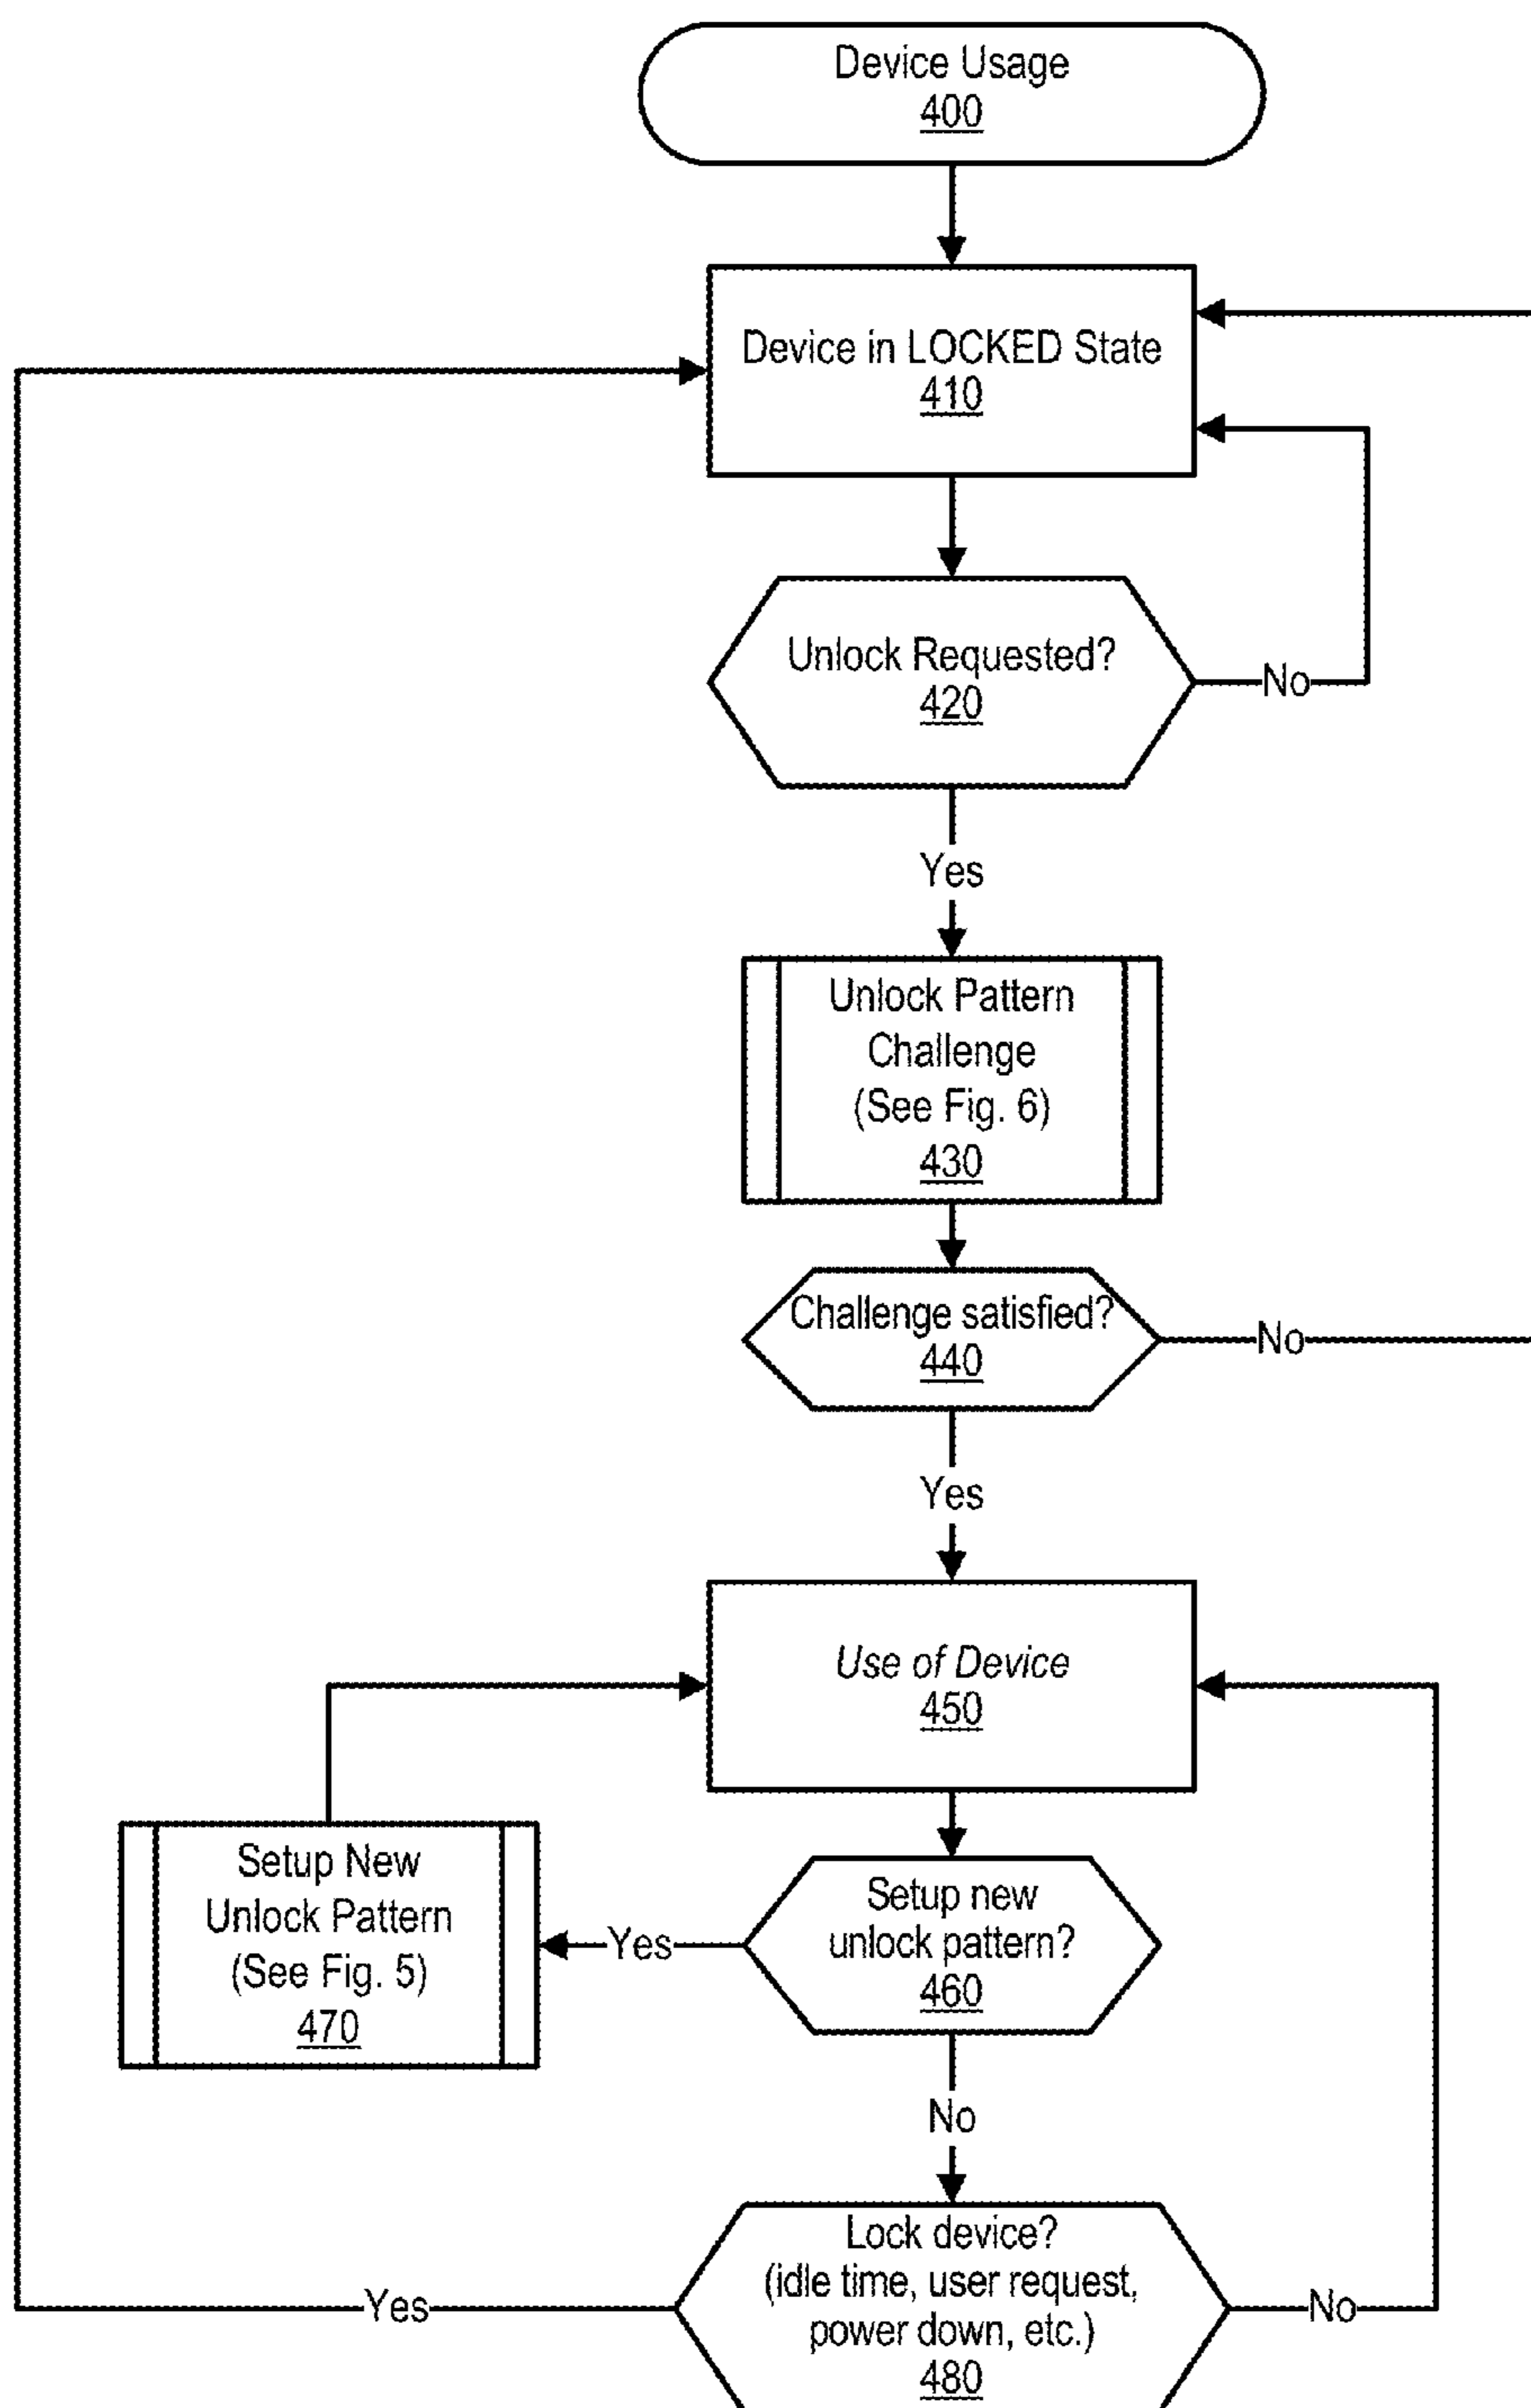 Device Usage
400
Device in LOCKED State
410
Unlock Requested?
420
No
Yes
Unlock Pattern
Challenge
(See Fig. 6)
430
Challenge satisfied?
440
No
Yes
Use of Device
450
Setup New
Unlock Pattern
(See Fig. 5)
470
Yes
Setup new
unlock pattern?
460
No
Lock device?
(idle time, user request,
power down, etc.)
480
Yes
No